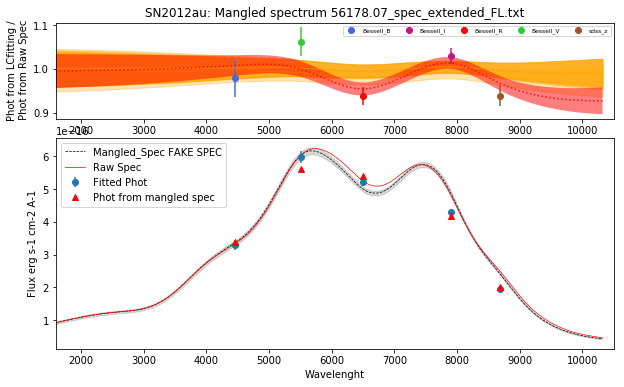 SN2012au: Mangled spectrum 56178.07_spec_extended_FL.txt
Phot from LCfitting /
Phot from Raw Spec
1.1
1.0
0.9
Bessell_B
Bessell_I
Bessell_R
Bessell_V
sdss_z
2000 3000 4000 5000 6000 7000 8000 9000 10000
Flux erg s-1 cm-2 A-1
6
5
4
3
2
1
Mangled_Spec FAKE SPEC
Raw Spec
Fitted Phot
Phot from mangled spec
2000 3000 4000 5000 6000 7000 8000 9000 10000
Wavelenght